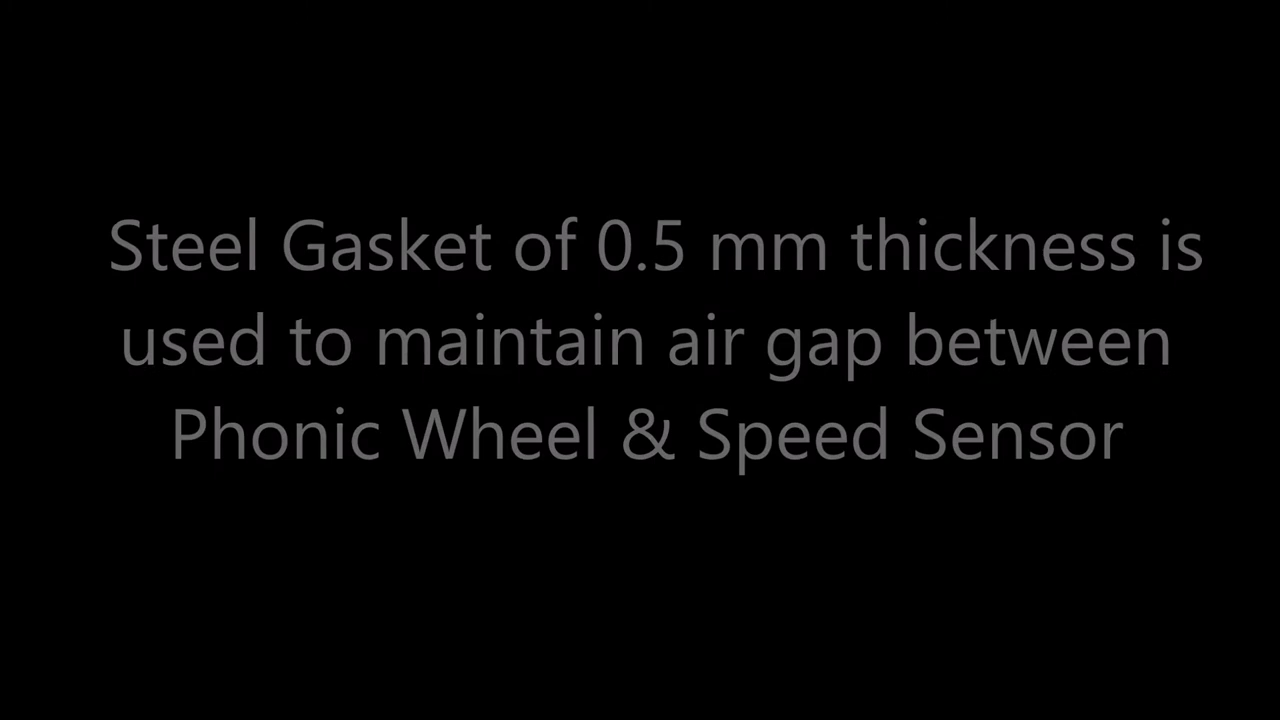 Steel Gasket of 0.5 mm thickness is
used to maintain air gap between
Phonic Wheel & Speed Sensor